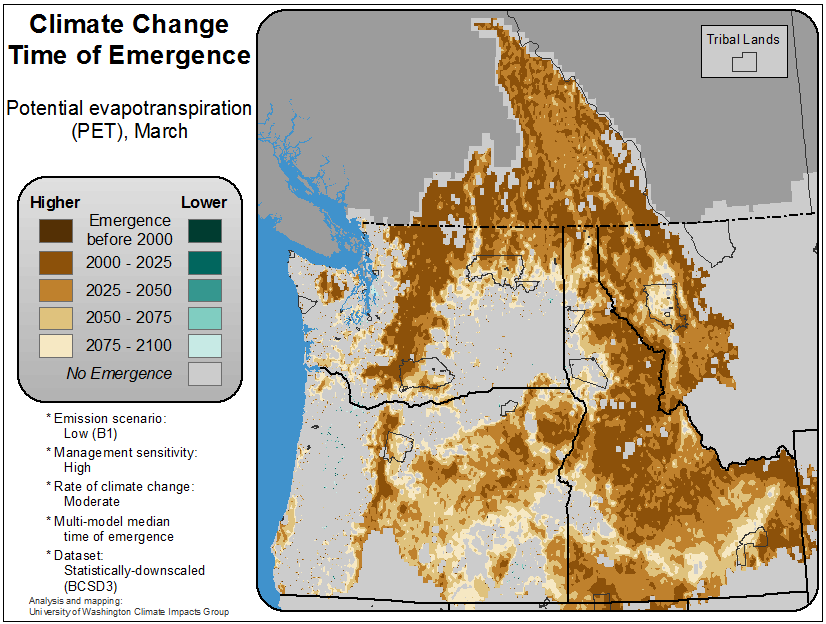 Climate Change
Time of Emergence
Potential evapotranspiration
(PET), March
Higher
Lower
Emergence
before 2000
2000 - 2025
2025 - 2050
2050 - 2075
2075 - 2100
No Emergence
* Emission scenario:
Low (B1)
* Management sensitivity:
High
* Rate of climate change:
Moderate
* Multi-model median
time of emergence
* Dataset:
Statistically-downscaled
(BCSD3)
Analysis and mapping:
University of Washington Climate Impacts Group
Tribal Lands